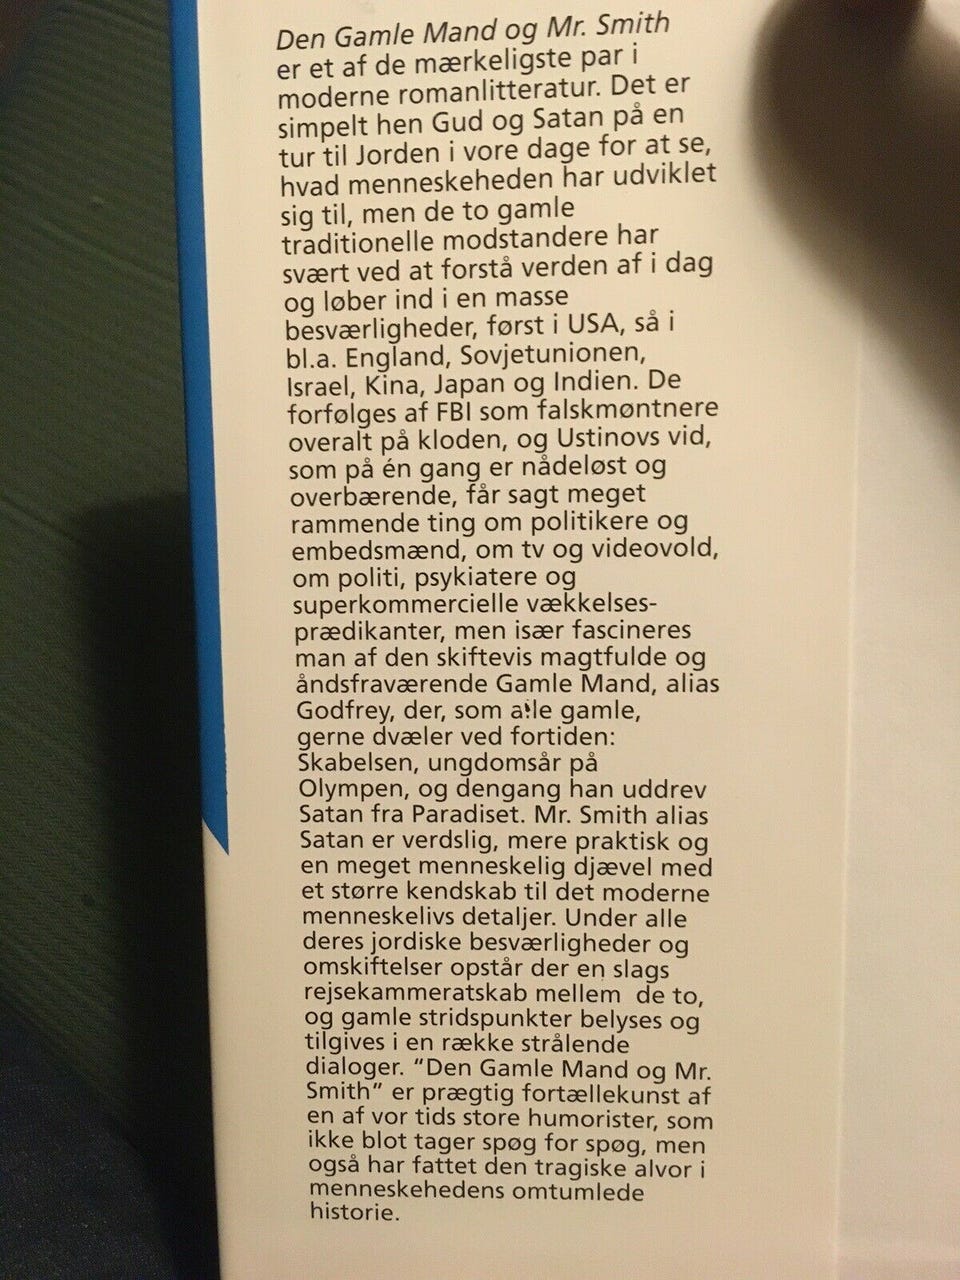 Den Gamle Mand og Mr. Smith
er et af de mærkeligste par i
moderne romanlitteratur. Det er
simpelt hen Gud og Satan på en
tur til Jorden i vore dage for at se,
hvad menneskeheden har udviklet
sig til, men de to gamle
traditionelle modstandere har
svært ved at forstå verden af i dag
og løber ind i en masse
besværligheder, først i USA, så i
bl.a. England, Sovjetunionen,
Israel, Kina, Japan og Indien. De
forfølges af FBI som falskmøntnere
overalt på kloden, og Ustinovs vid,
som på én gang er nådeløst og
overbærende, får sagt meget
rammende ting om politikere og
embedsmænd, om tv og videovold,
om politi, psykiatere og
superkommercielle vækkelses-
prædikanter, men især fascineres
man af den skiftevis magtfulde og
åndsfraværende Gamle Mand, alias
Godfrey, der, som alle gamle,
gerne dvæler ved fortiden:
Skabelsen, ungdomsår på
Olympen, og dengang han uddrev
Satan fra Paradiset. Mr. Smith alias
Satan er verdslig, mere praktisk og
en meget menneskelig djævel med
et større kendskab til det moderne
menneskelivs detaljer. Under alle
deres jordiske besværligheder og
omskiftelser opstår der en slags
rejsekammeratskab mellem de to,
og gamle stridspunkter belyses og
tilgives i en række strålende
dialoger. "Den Gamle Mand og Mr.
Smith" er prægtig fortællekunst af
en af vor tids store humorister, som
ikke blot tager spøg for spøg, men
også har fattet den tragiske alvor i
menneskehedens omtumlede
historie.